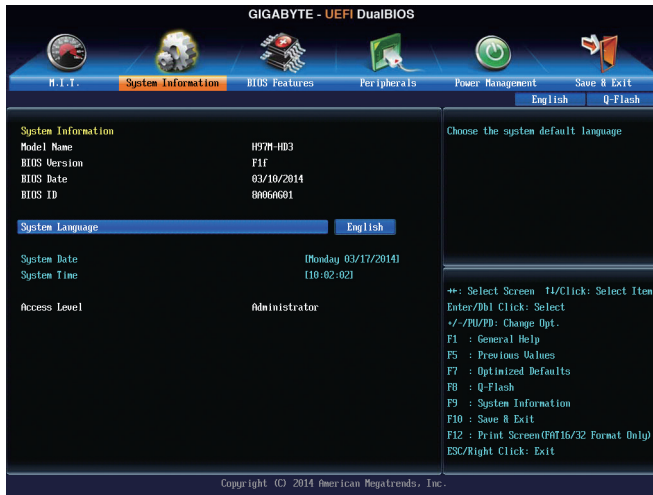 GIGABYTE - UEFI DualBIOS
M.I.T.
System Information
BIOS Features
Peripherals
Power Management
Save & Exit
English
Q-Flash
System Information
Model Name H97M-HD3
BIOS Version F1f
BIOS Date 03/10/2014
BIOS ID 8A06AG01
System Language English
System Date [Monday 03/17/2014]
System Time [10:02:02]
Access Level Administrator
Choose the system default language
→←: Select Screen ↑↓/Click: Select Item
Enter/Dbl Click: Select
+/-/PU/PD: Change Opt.
F1 : General Help
F5 : Previous Values
F7 : Optimized Defaults
F8 : Q-Flash
F9 : System Information
F10 : Save & Exit
F12 : Print Screen(FAT16/32 Format Only)
ESC/Right Click: Exit
Copyright (C) 2014 American Megatrends, Inc.